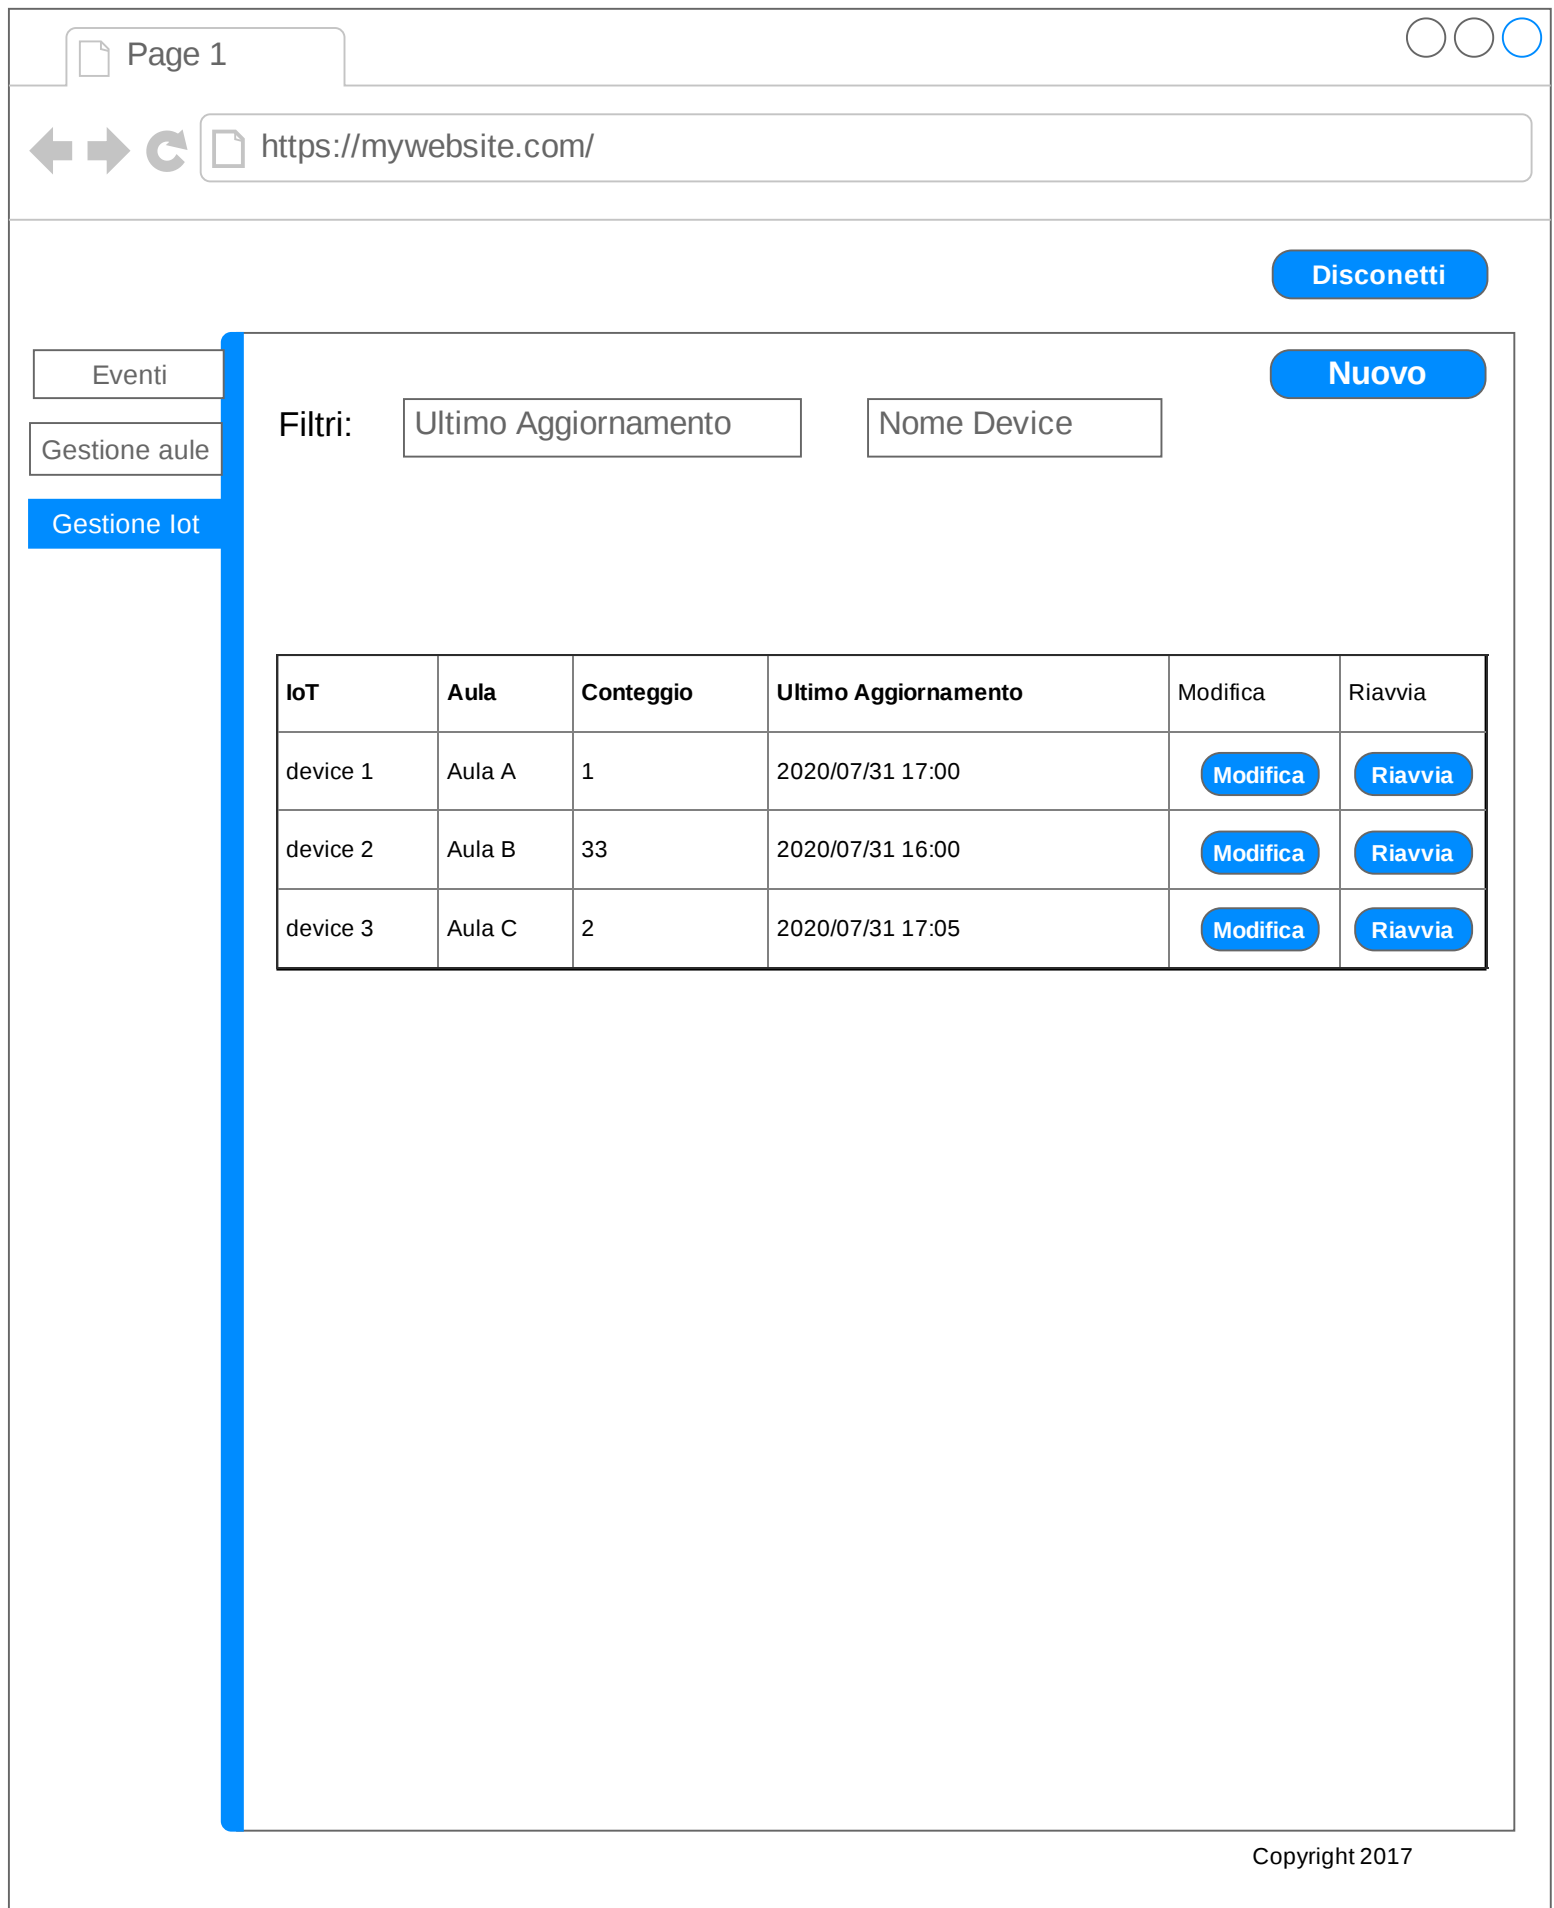 Page 1
https://mywebsite.com/
Disconetti
Eventi
Gestione aule
Gestione Iot
Nuovo
Filtri: Ultimo Aggiornamento Nome Device
IoT Aula Conteggio Ultimo Aggiornamento Modifica Riavvia
device 1 Aula A 1 2020/07/31 17:00 Modifica Riavvia
device 2 Aula B 33 2020/07/31 16:00 Modifica Riavvia
device 3 Aula C 2 2020/07/31 17:05 Modifica Riavvia
Copyright 2017